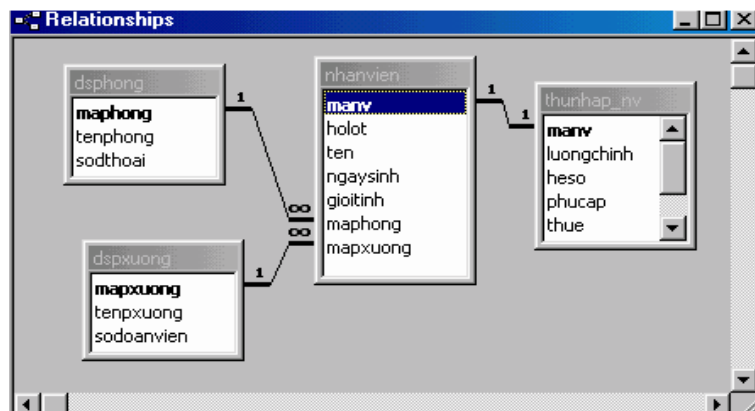 Relationships
dsphong
maphong
tenphong
sodthoai
1
∞
nhanvien
manv
holot
ten
ngaysinh
gioitinh
maphong
mapxuong
1
1
thunhap_nv
manv
luongchinh
heso
phucap
thue
dspxuong
mapxuong
tenpxuong
sodoanvien
1
∞